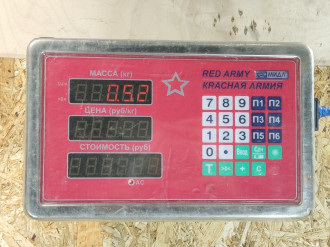 МАССА (кг)
0.52
RED ARMY МИДЛ
КРАСНАЯ АРМИЯ
ЦЕНА (руб/кг)
СТОИМОСТЬ (руб)
7 8 9 П1 П2
4 5 6 П3 П4
1 2 3 П5 П6
0 • C
T